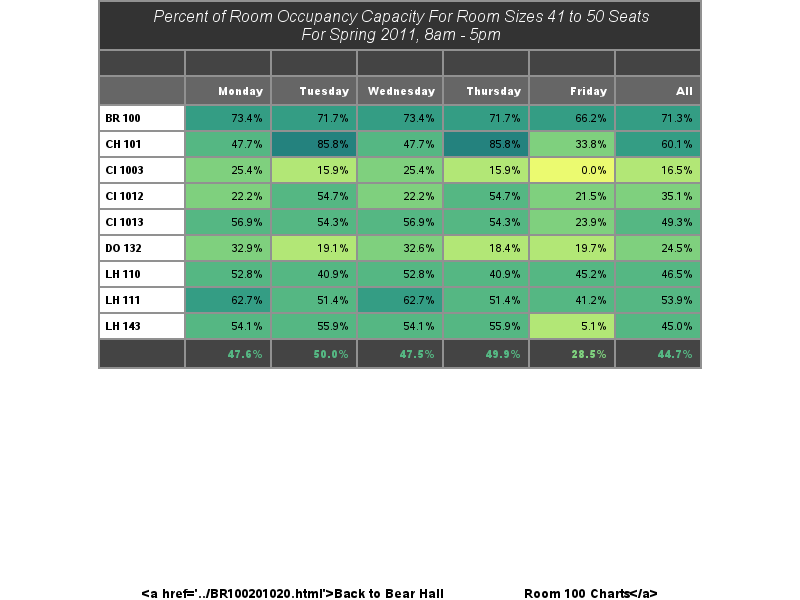 Percent of Room Occupancy Capacity For Room Sizes 41 to 50 Seats
For Spring 2011, 8am - 5pm
Monday Tuesday Wednesday Thursday Friday All
BR 100 73.4% 71.7% 73.4% 71.7% 66.2% 71.3%
CH 101 47.7% 85.8% 47.7% 85.8% 33.8% 60.1%
CI 1003 25.4% 15.9% 25.4% 15.9% 0.0% 16.5%
CI 1012 22.2% 54.7% 22.2% 54.7% 21.5% 35.1%
CI 1013 56.9% 54.3% 56.9% 54.3% 23.9% 49.3%
DO 132 32.9% 19.1% 32.6% 18.4% 19.7% 24.5%
LH 110 52.8% 40.9% 52.8% 40.9% 45.2% 46.5%
LH 111 62.7% 51.4% 62.7% 51.4% 41.2% 53.9%
LH 143 54.1% 55.9% 54.1% 55.9% 5.1% 45.0%
47.6% 50.0% 47.5% 49.9% 28.5% 44.7%
<a href='../BR100201020.html'>Back to Bear Hall Room 100 Charts</a>